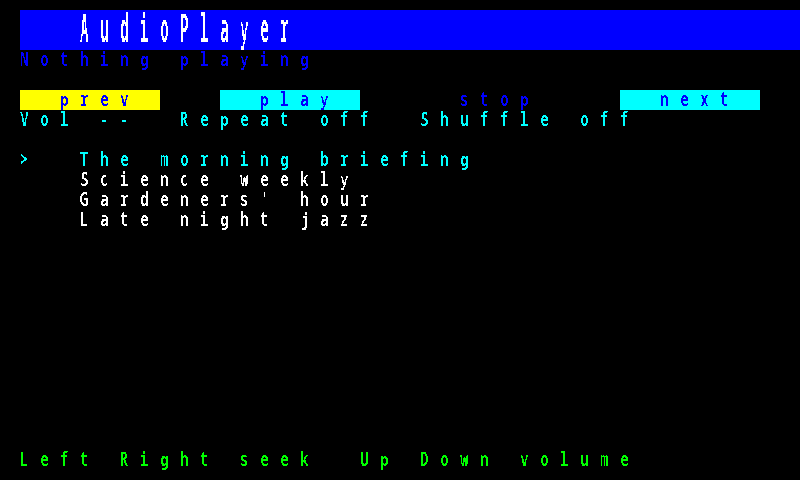 AudioPlayer
Nothing playing
prev play stop next
Vol -- Repeat off Shuffle off
> The morning briefing
Science weekly
Gardeners' hour
Late night jazz
Left Right seek Up Down volume